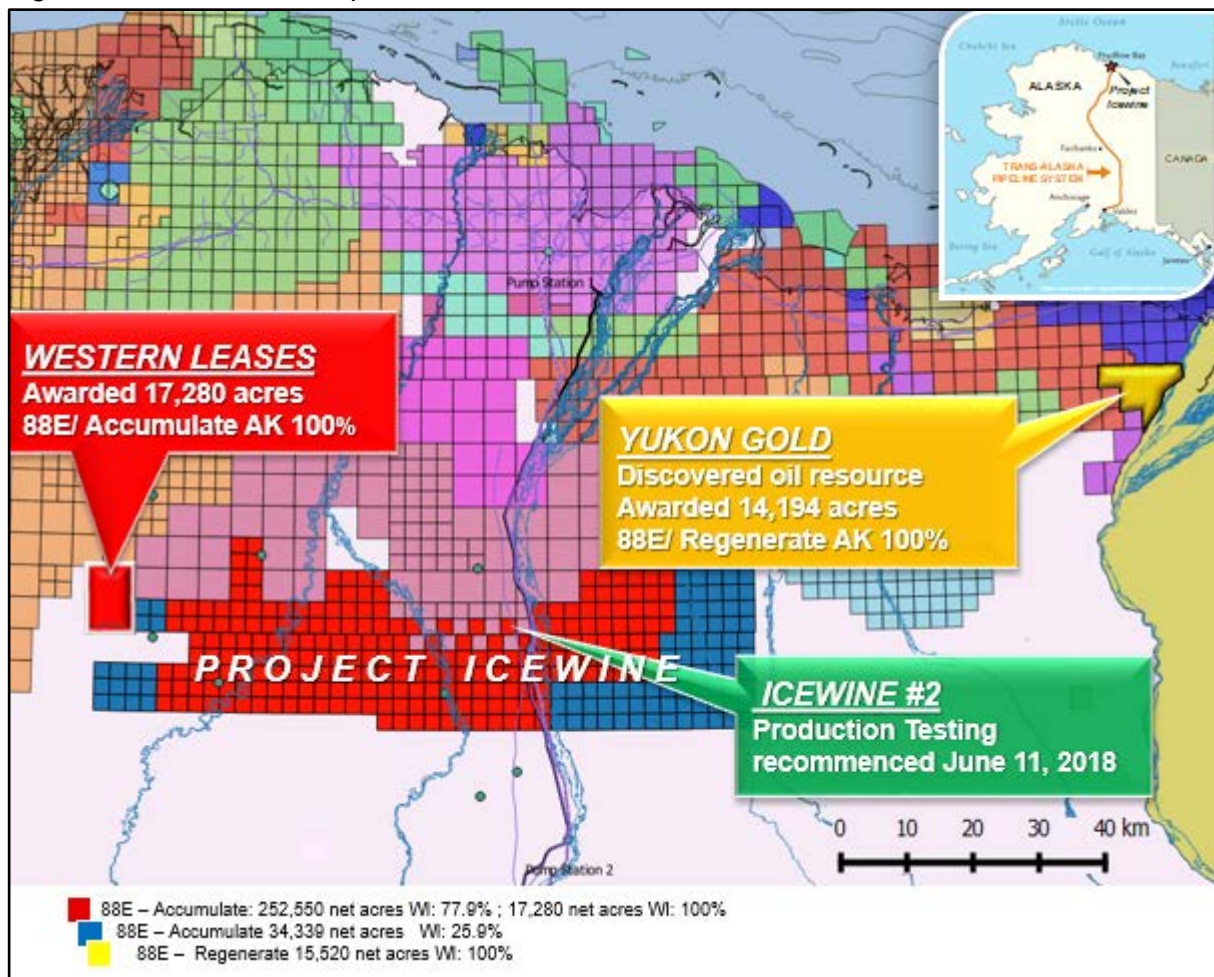 Arctic Ocean
Chukchi Sea
Prudhoe Bay
Beaufort
ALASKA
Project
Icewine
Fairbanks
CANADA
TRANS-ALASKA
PIPELINE SYSTEM
Anchorage
Valdez
Bering Sea
Gulf of Alaska
Juneau
Pump Station 1
WESTERN LEASES
Awarded 17,280 acres
88E/ Accumulate AK 100%
YUKON GOLD
Discovered oil resource
Awarded 14,194 acres
88E/ Regenerate AK 100%
PROJECT ICEWINE
ICEWINE #2
Production Testing
recommenced June 11, 2018
0 10 20 30 40 km
Pump Station 2
88E – Accumulate: 252,550 net acres WI: 77.9% ; 17,280 net acres WI: 100%
88E – Accumulate 34,339 net acres WI: 25.9%
88E – Regenerate 15,520 net acres WI: 100%